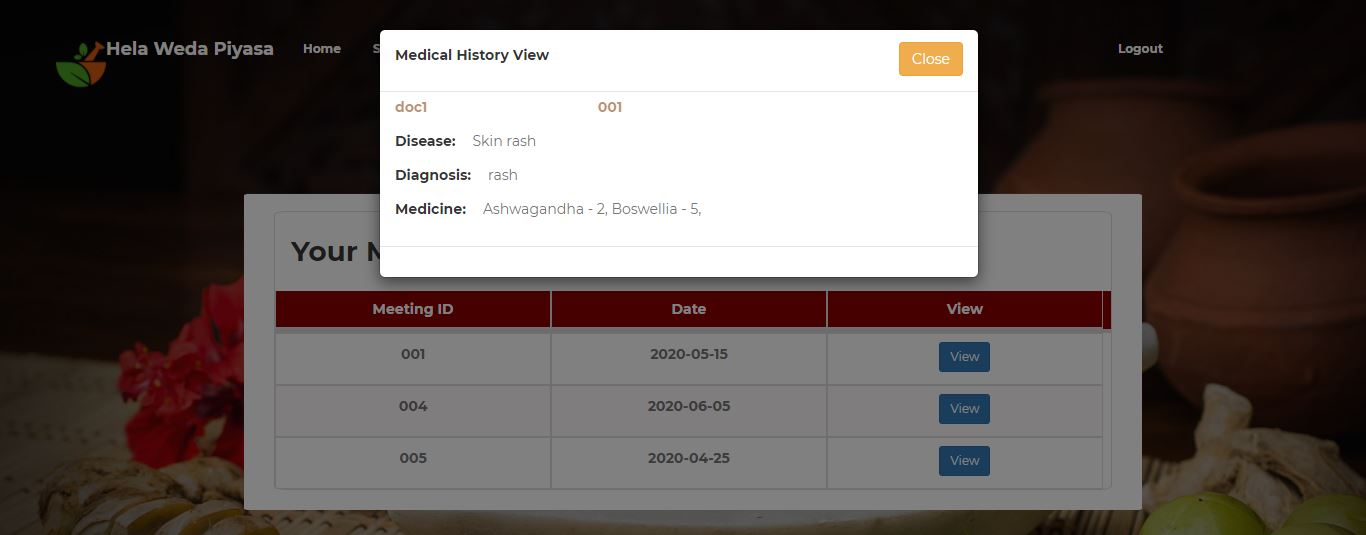 Hela Weda Piyasa
Home
Logout
Medical History View
Close
doc1 001
Disease: Skin rash
Diagnosis: rash
Medicine: Ashwagandha - 2, Boswellia - 5,
Your
Meeting ID Date View
001 2020-05-15 View
004 2020-06-05 View
005 2020-04-25 View